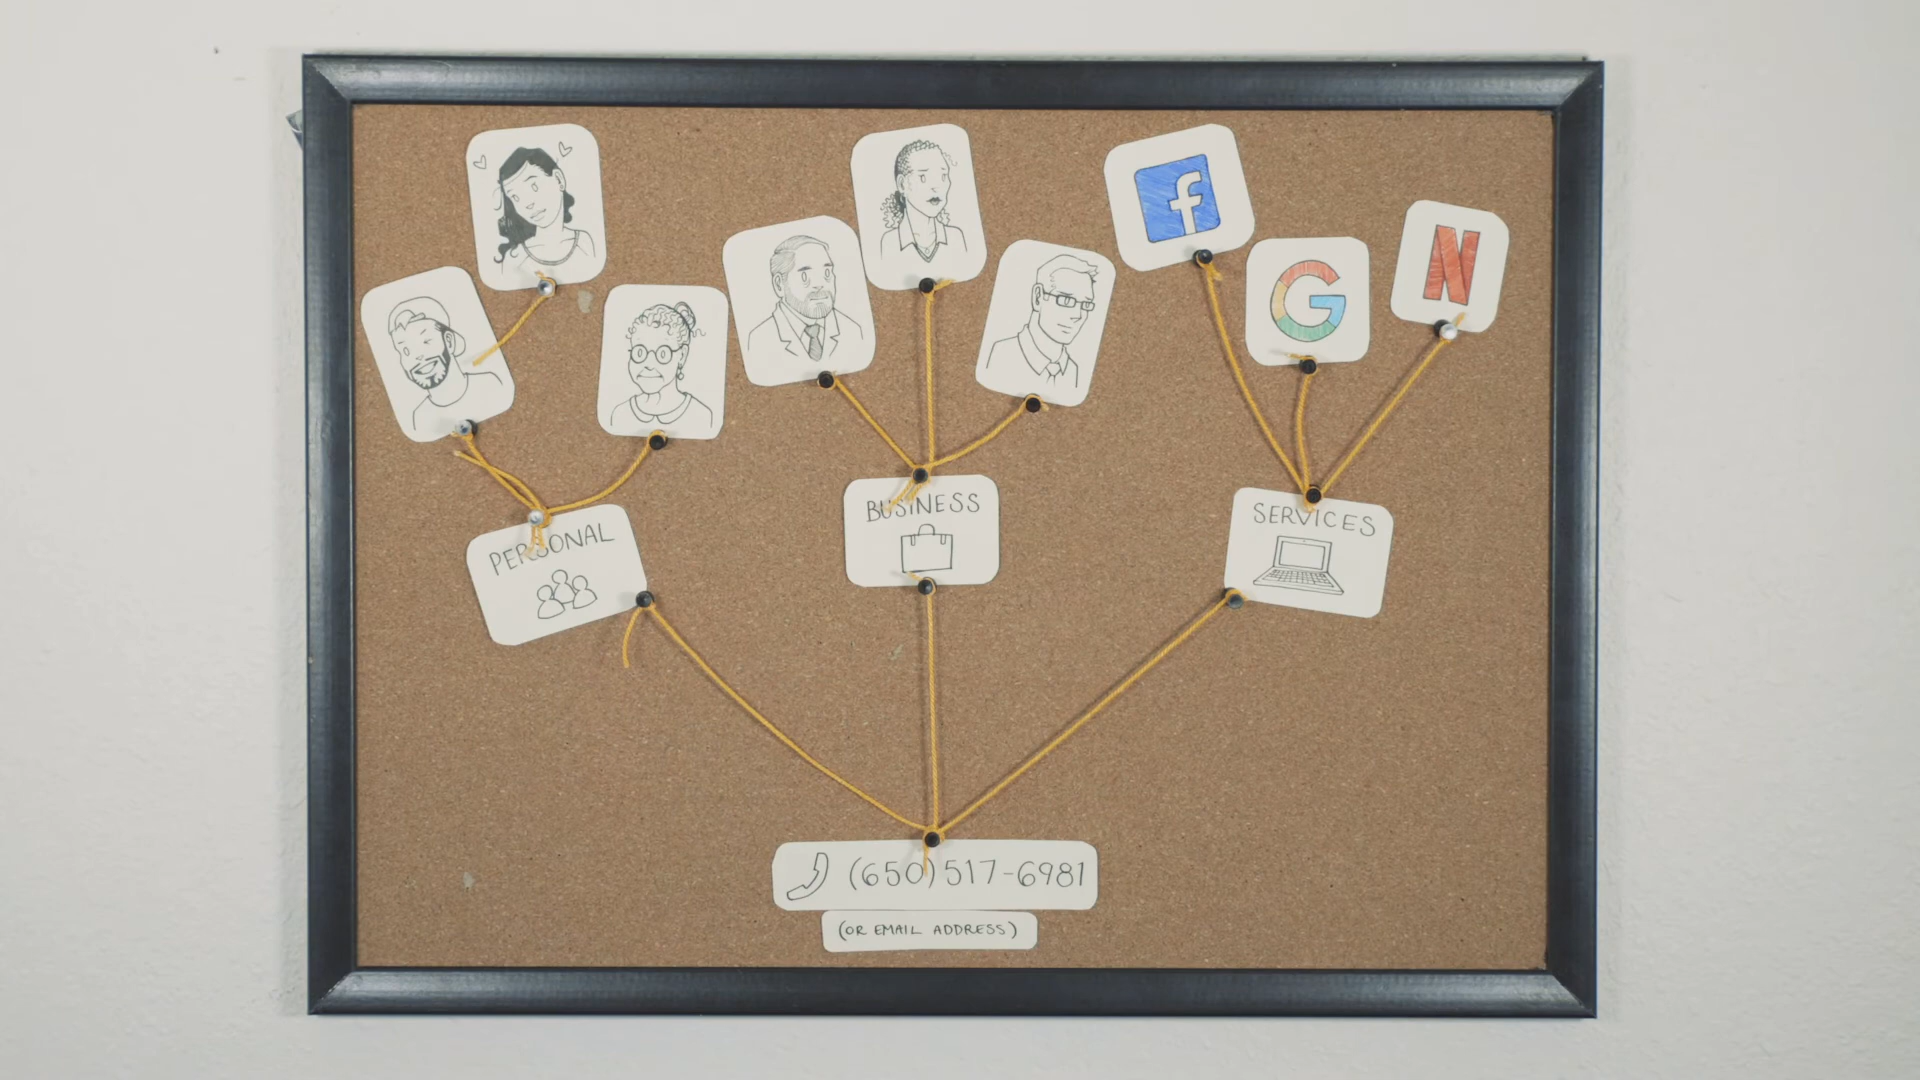 f
G
N
PERSONAL
BUSINESS
SERVICES
(650)517-6981
(OR EMAIL ADDRESS)